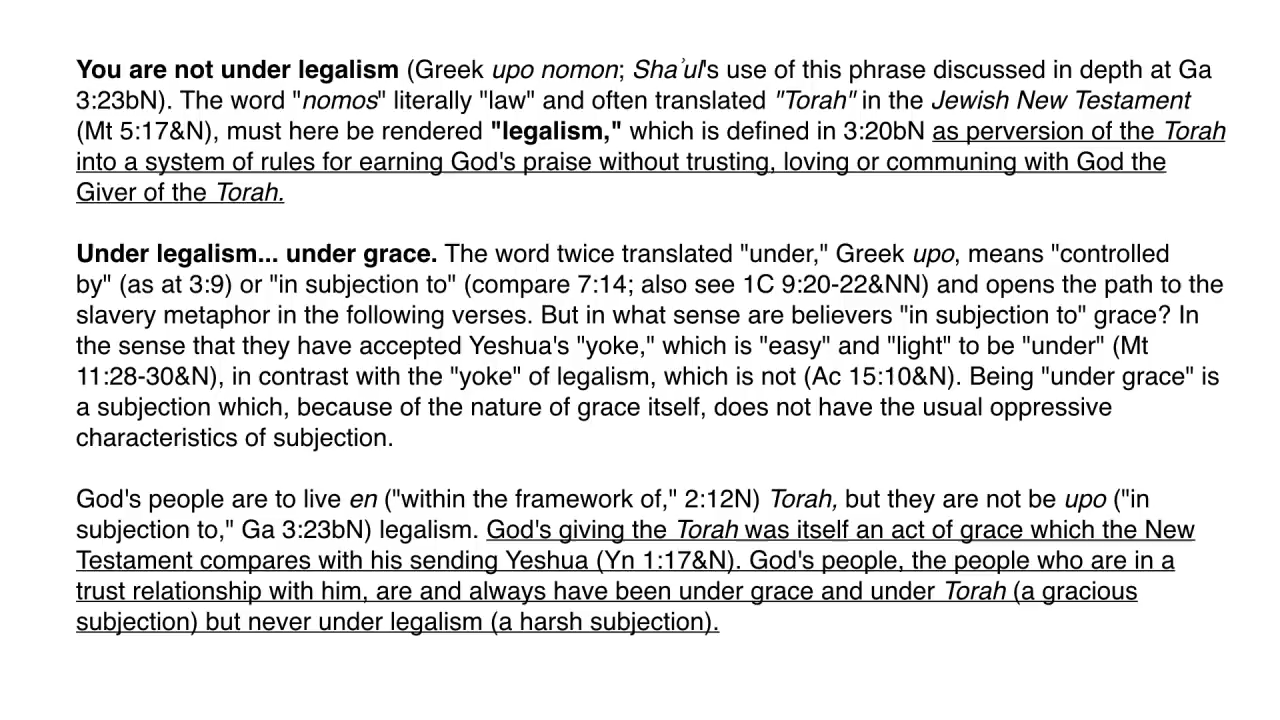 You are not under legalism (Greek upo nomon; Shaʾul's use of this phrase discussed in depth at Ga
3:23bN). The word "nomos" literally "law" and often translated "Torah" in the Jewish New Testament
(Mt 5:17&N), must here be rendered "legalism," which is defined in 3:20bN as perversion of the Torah
into a system of rules for earning God's praise without trusting, loving or communing with God the
Giver of the Torah.
Under legalism... under grace. The word twice translated "under," Greek upo, means "controlled
by" (as at 3:9) or "in subjection to" (compare 7:14; also see 1C 9:20-22&NN) and opens the path to the
slavery metaphor in the following verses. But in what sense are believers "in subjection to" grace? In
the sense that they have accepted Yeshua's "yoke," which is "easy" and "light" to be "under" (Mt
11:28-30&N), in contrast with the "yoke" of legalism, which is not (Ac 15:10&N). Being "under grace" is
a subjection which, because of the nature of grace itself, does not have the usual oppressive
characteristics of subjection.
God's people are to live en ("within the framework of," 2:12N) Torah, but they are not be upo ("in
subjection to," Ga 3:23bN) legalism. God's giving the Torah was itself an act of grace which the New
Testament compares with his sending Yeshua (Yn 1:17&N). God's people, the people who are in a
trust relationship with him, are and always have been under grace and under Torah (a gracious
subjection) but never under legalism (a harsh subjection).